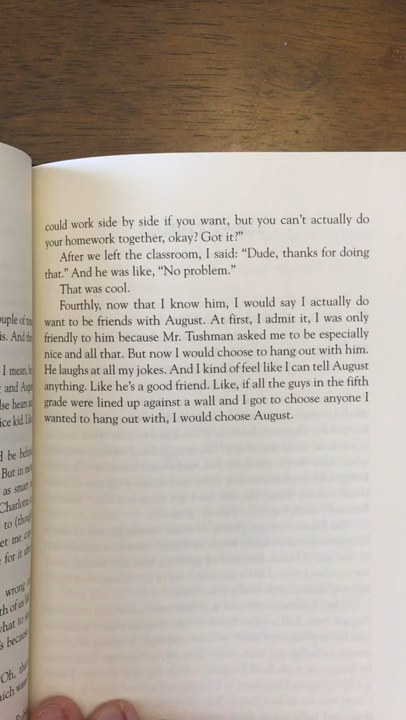 could work side by side if you want, but you can't actually do
your homework together, okay? Got it?"
After we left the classroom, I said: "Dude, thanks for doing
that." And he was like, "No problem."
That was cool.
Fourthly, now that I know him, I would say I actually do
want to be friends with August. At first, I admit it, I was only
friendly to him because Mr. Tushman asked me to be especially
nice and all that. But now I would choose to hang out with him.
He laughs at all my jokes. And I kind of feel like I can tell August
anything. Like he's a good friend. Like, if all the guys in the fifth
grade were lined up against a wall and I got to choose anyone I
wanted to hang out with, I would choose August.